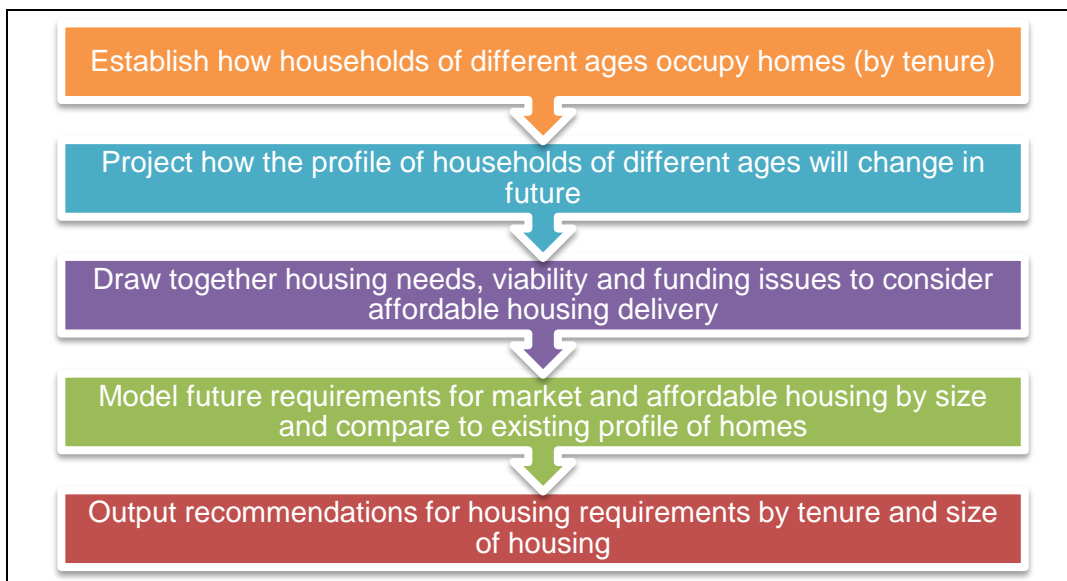 Establish how households of different ages occupy homes (by tenure)
Project how the profile of households of different ages will change in
future
Draw together housing needs, viability and funding issues to consider
affordable housing delivery
Model future requirements for market and affordable housing by size
and compare to existing profile of homes
Output recommendations for housing requirements by tenure and size
of housing